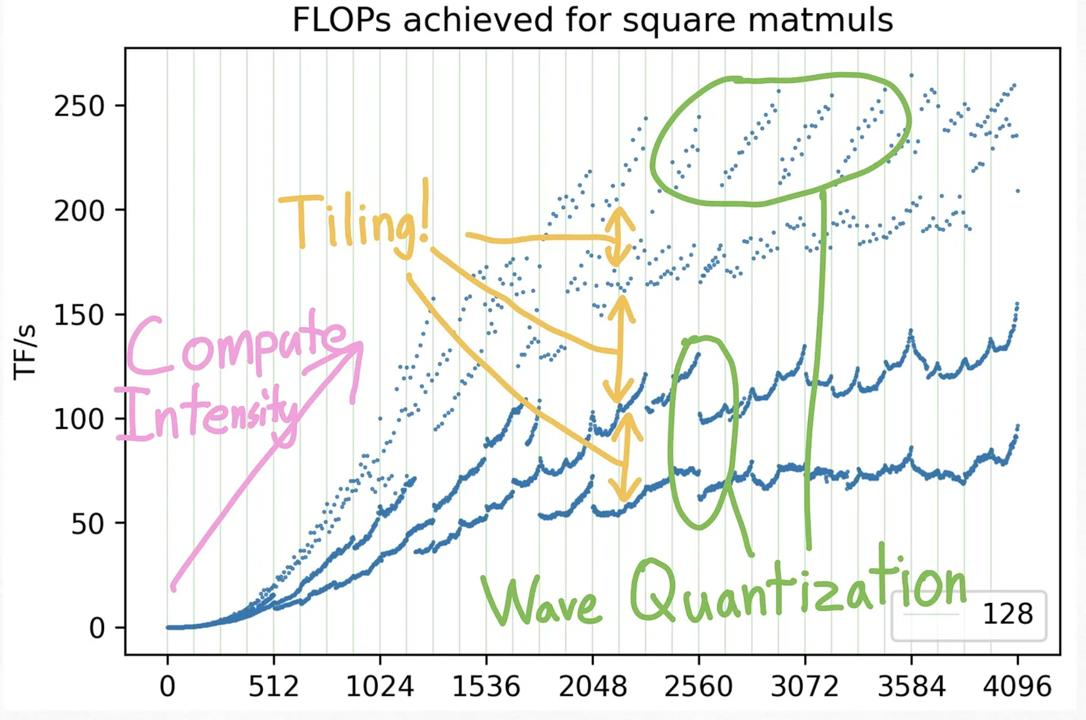 FLOPs achieved for square matmuls
TF/s
250
200
150
100
50
0
Tiling!
Compute
Intensity
Wave Quantization
128
0 512 1024 1536 2048 2560 3072 3584 4096